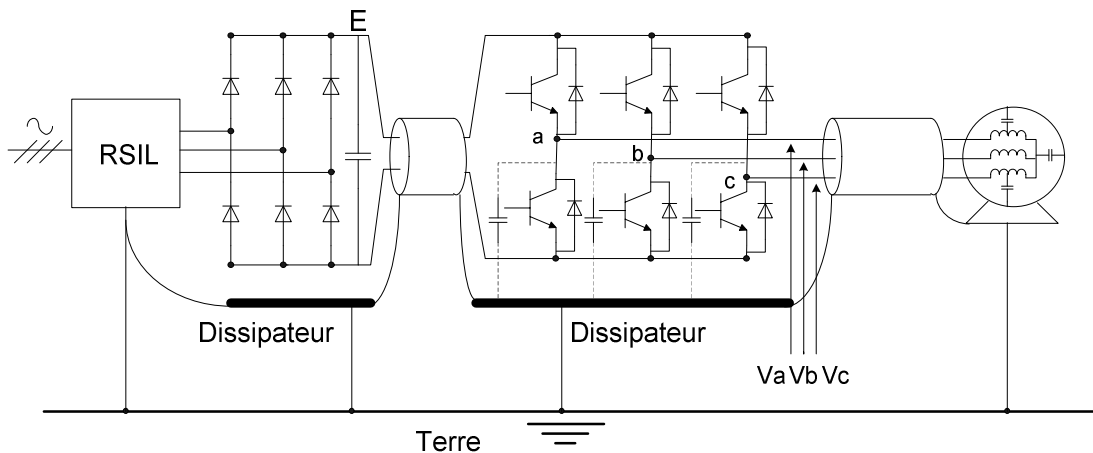 E
RSIL
a
b
c
Dissipateur
Dissipateur
Va Vb Vc
Terre